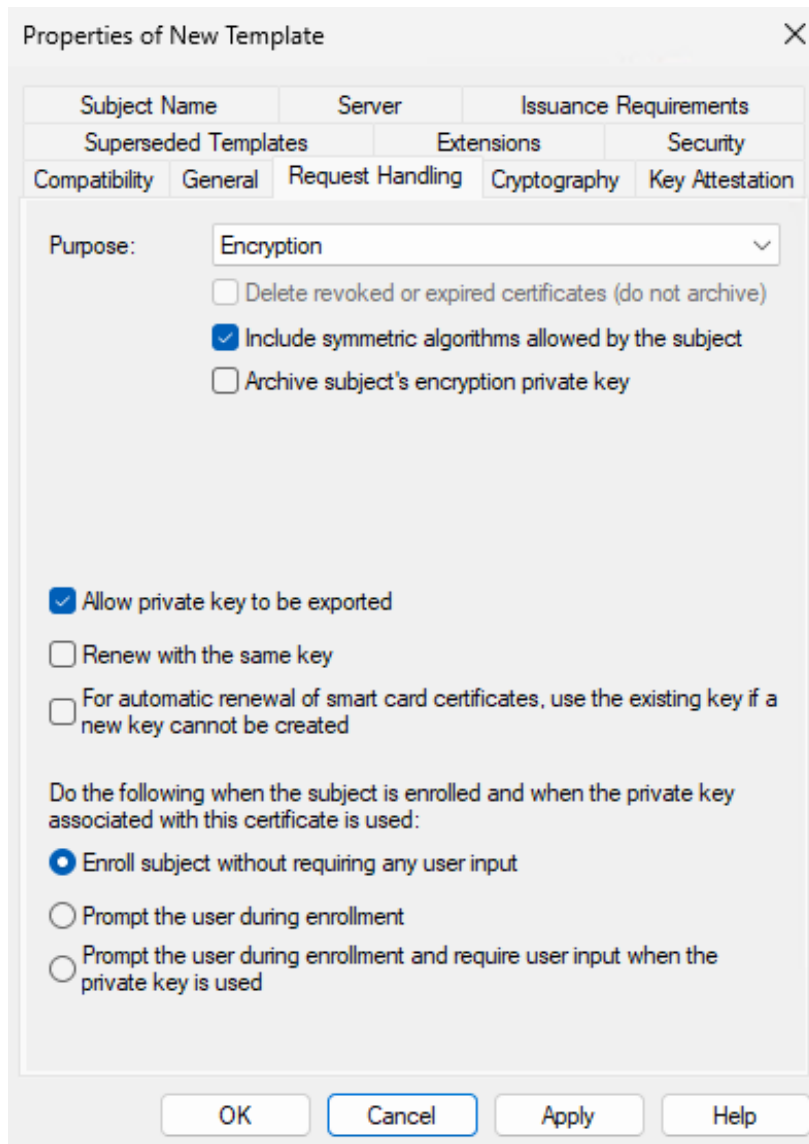 Properties of New Template
Subject Name Server Issuance Requirements
Superseded Templates Extensions Security
Compatibility General Request Handling Cryptography Key Attestation
Purpose: Encryption
Delete revoked or expired certificates (do not archive)
Include symmetric algorithms allowed by the subject
Archive subject's encryption private key
Allow private key to be exported
Renew with the same key
For automatic renewal of smart card certificates, use the existing key if a
new key cannot be created
Do the following when the subject is enrolled and when the private key
associated with this certificate is used:
Enroll subject without requiring any user input
Prompt the user during enrollment
Prompt the user during enrollment and require user input when the
private key is used
OK Cancel Apply Help